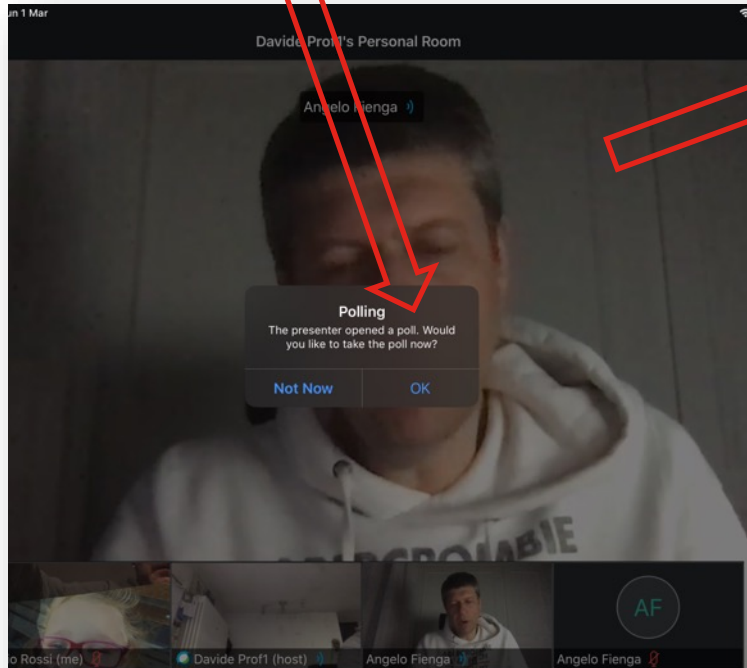 un 1 Mar
Davide Prof1's Personal Room
Angelo Fienga
Polling
The presenter opened a poll. Would
you like to take the poll now?
Not Now
OK
o Rossi (me)
Davide Prof1 (host)
Angelo Fienga
AF
Angelo Fienga